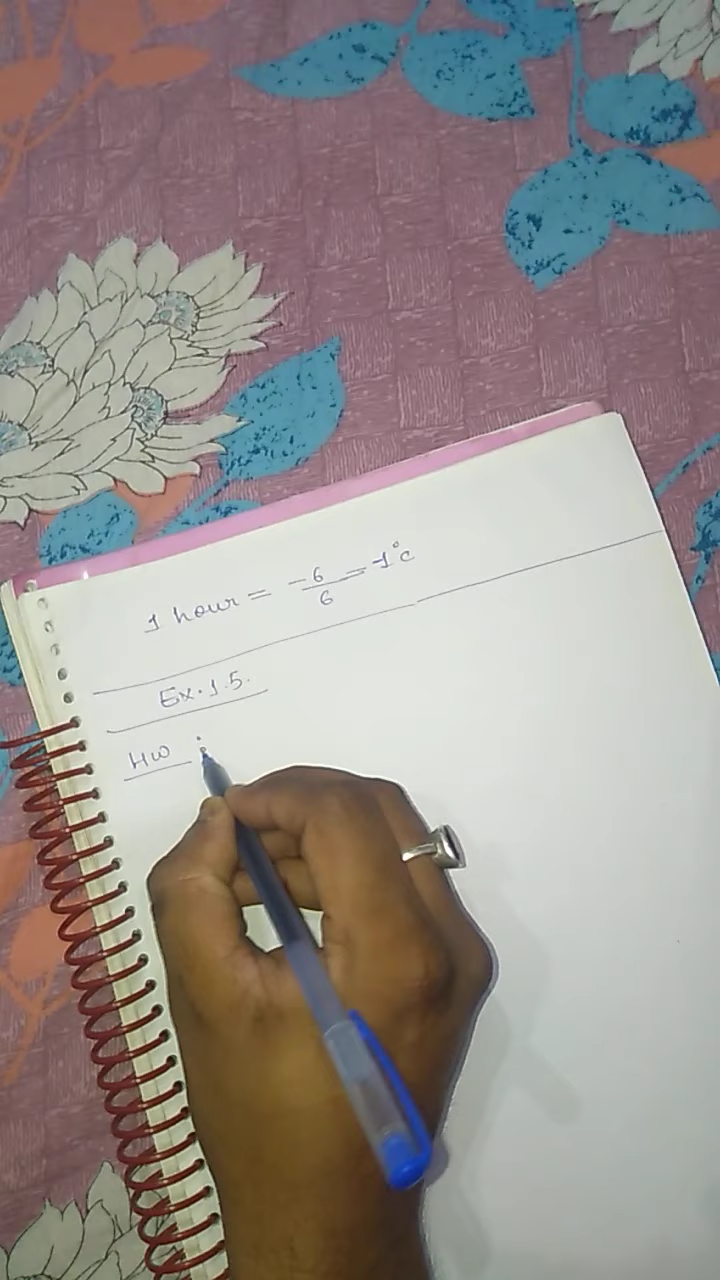 1 hour = -6/6 = -1°C
Ex. 1.5.
HW :